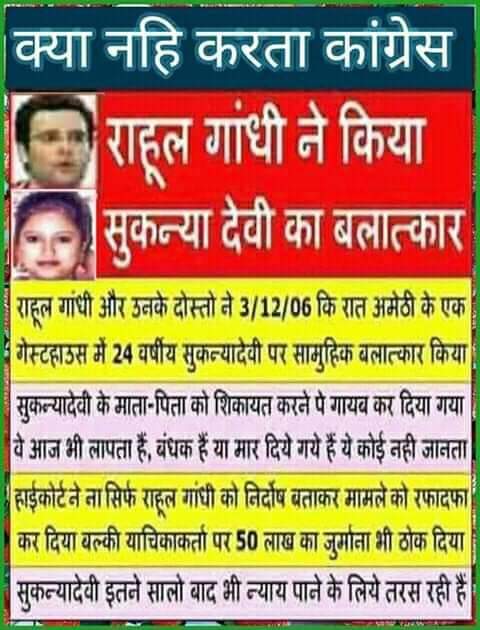 क्या नहि करता कांग्रेस
राहूल गांधी ने किया
सुकन्या देवी का बलात्कार
राहूल गांधी और उनके दोस्तो ने 3/12/06 कि रात अमेठी के एक
गेस्टहाउस में 24 वर्षीय सुकन्यादेवी पर सामुहिक बलात्कार किया
सुकन्यादेवी के माता-पिता को शिकायत करने पे गायब कर दिया गया
वे आज भी लापता हैं, बंधक हैं या मार दिये गये हैं ये कोई नही जानता
हाईकोर्ट ने ना सिर्फ राहूल गांधी को निर्दोष बताकर मामले को रफादफा
कर दिया बल्की याचिकाकर्ता पर 50 लाख का जुर्माना भी ठोक दिया
सुकन्यादेवी इतने सालो बाद भी न्याय पाने के लिये तरस रही हैं